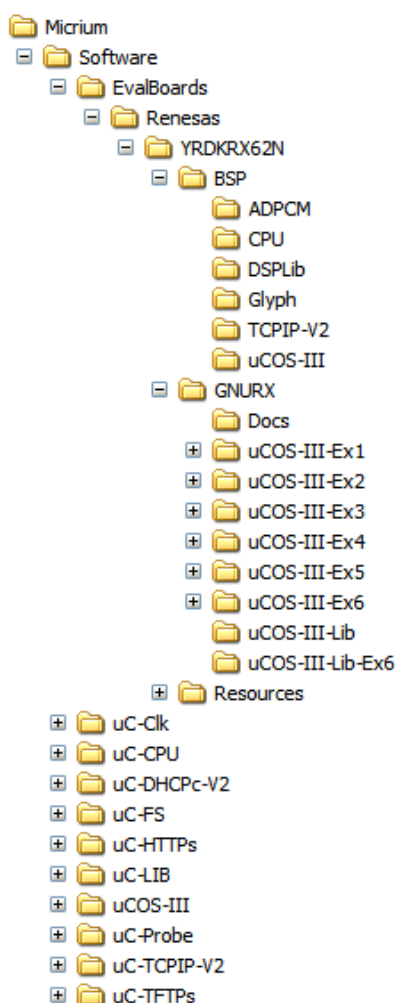 Micrium
Software
EvalBoards
Renesas
YRDKRX62N
BSP
ADPCM
CPU
DSPLib
Glyph
TCPIP-V2
uCOS-III
GNURX
Docs
uCOS-III-Ex1
uCOS-III-Ex2
uCOS-III-Ex3
uCOS-III-Ex4
uCOS-III-Ex5
uCOS-III-Ex6
uCOS-III-Lib
uCOS-III-Lib-Ex6
Resources
uC-Clk
uC-CPU
uC-DHCPc-V2
uC-FS
uC-HTTPs
uC-LIB
uCOS-III
uC-Probe
uC-TCPIP-V2
uC-TFTPs